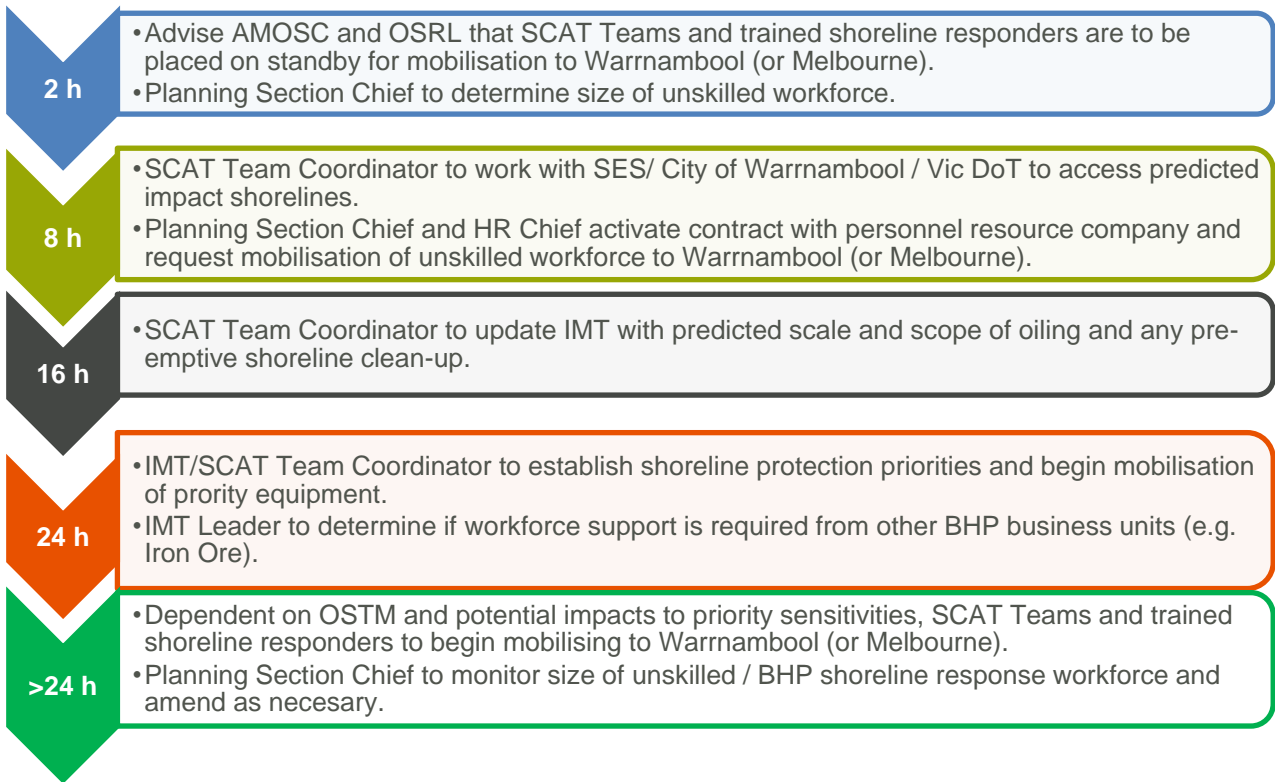 2 h
•Advise AMOSC and OSRL that SCAT Teams and trained shoreline responders are to be
placed on standby for mobilisation to Warrnambool (or Melbourne).
•Planning Section Chief to determine size of unskilled workforce.
8 h
•SCAT Team Coordinator to work with SES/ City of Warrnambool / Vic DoT to access predicted
impact shorelines.
•Planning Section Chief and HR Chief activate contract with personnel resource company and
request mobilisation of unskilled workforce to Warrnambool (or Melbourne).
16 h
•SCAT Team Coordinator to update IMT with predicted scale and scope of oiling and any pre-
emptive shoreline clean-up.
24 h
•IMT/SCAT Team Coordinator to establish shoreline protection priorities and begin mobilisation
of prority equipment.
•IMT Leader to determine if workforce support is required from other BHP business units (e.g.
Iron Ore).
>24 h
•Dependent on OSTM and potential impacts to priority sensitivities, SCAT Teams and trained
shoreline responders to begin mobilising to Warrnambool (or Melbourne).
•Planning Section Chief to monitor size of unskilled / BHP shoreline response workforce and
amend as necesary.